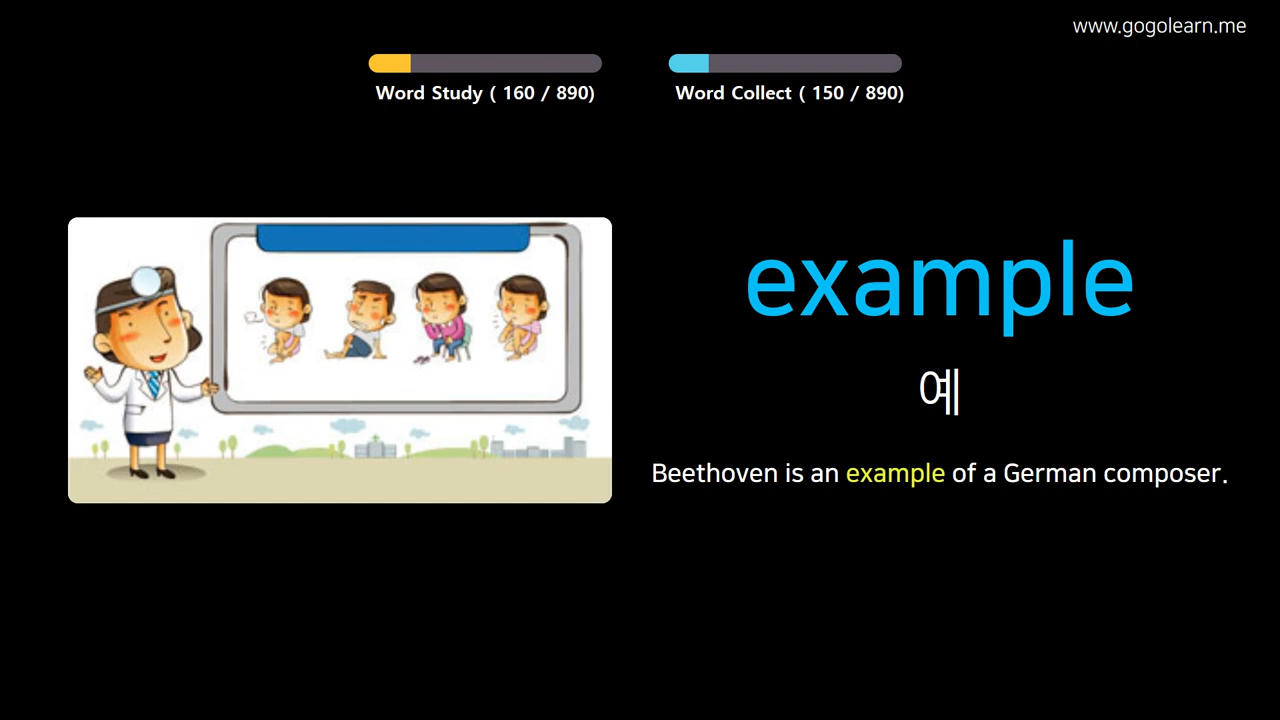 www.gogolearn.me
Word Study ( 160 / 890)
Word Collect ( 150 / 890)
example
예
Beethoven is an example of a German composer.